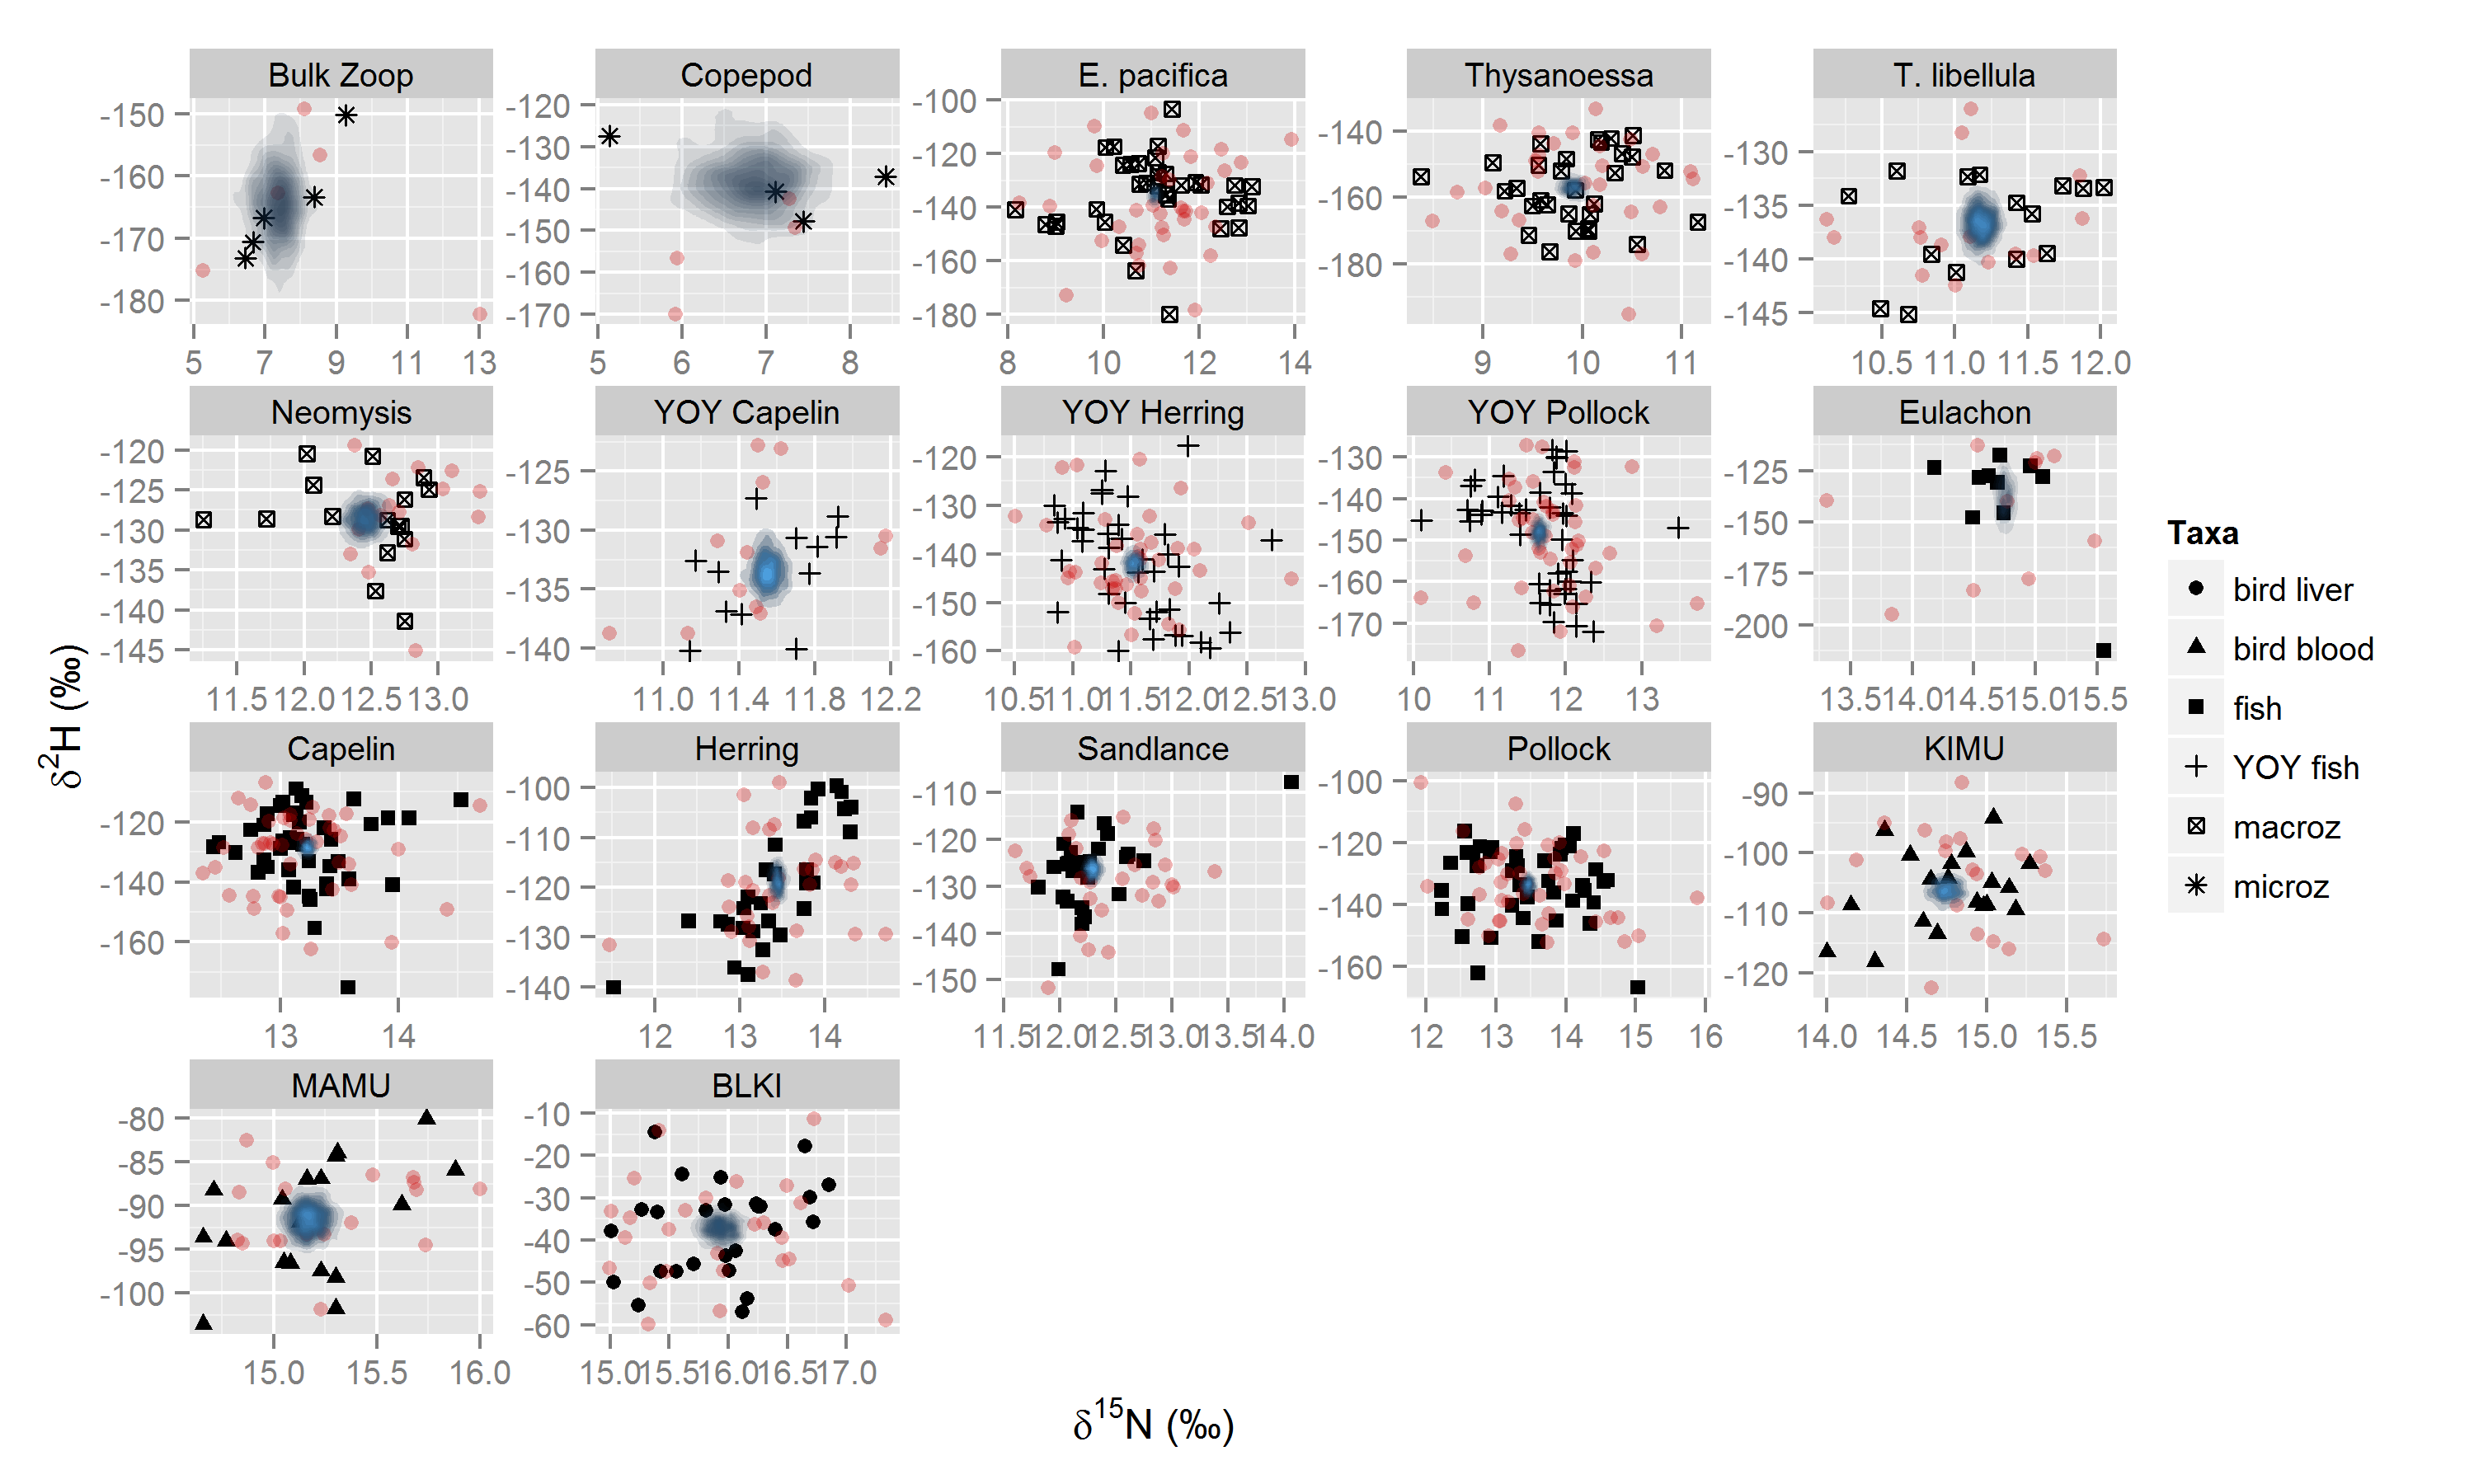 Bulk Zoop Copepod E. pacifica Thysanoessa T. libellula
-150 -160 -170 -180
-120 -130 -140 -150 -160 -170
-100 -120 -140 -160 -180
-140 -160 -180
-130 -135 -140 -145
5 7 9 11 13 5 6 7 8 8 10 12 14 9 10 11 10.5 11.0 11.5 12.0
Neomysis YOY Capelin YOY Herring YOY Pollock Eulachon
-120 -125 -130 -135 -140 -145
-125 -130 -135 -140
-120 -130 -140 -150 -160
-130 -140 -150 -160 -170
-125 -150 -175 -200
11.5 12.0 12.5 13.0 11.0 11.4 11.8 12.2 10.5 11.0 11.5 12.0 12.5 13.0 10 11 12 13 13.5 14.0 14.5 15.0 15.5
Capelin Herring Sandlance Pollock KIMU
-120 -140 -160
-100 -110 -120 -130 -140
-110 -120 -130 -140 -150
-100 -120 -140 -160
-90 -100 -110 -120
13 14 12 13 14 11.5 12.0 12.5 13.0 13.5 14.0 12 13 14 15 16 14.0 14.5 15.0 15.5
MAMU BLKI
-80 -85 -90 -95 -100
-10 -20 -30 -40 -50 -60
15.0 15.5 16.0 15.0 15.5 16.0 16.5 17.0
δ2H (‰)
δ15N (‰)
Taxa
bird liver
bird blood
fish
YOY fish
macroz
microz